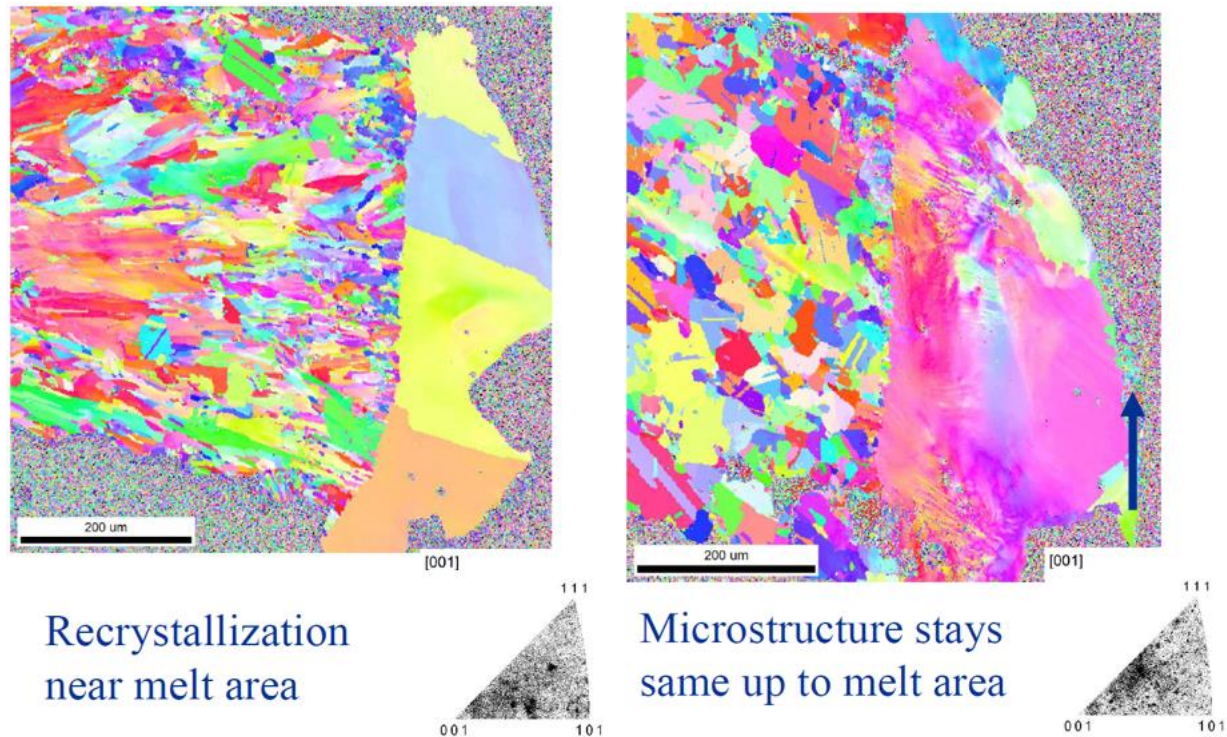 200 um
[001]
111
001
101
Recrystallization
near melt area
200 um
[001]
111
001
101
Microstructure stays
same up to melt area